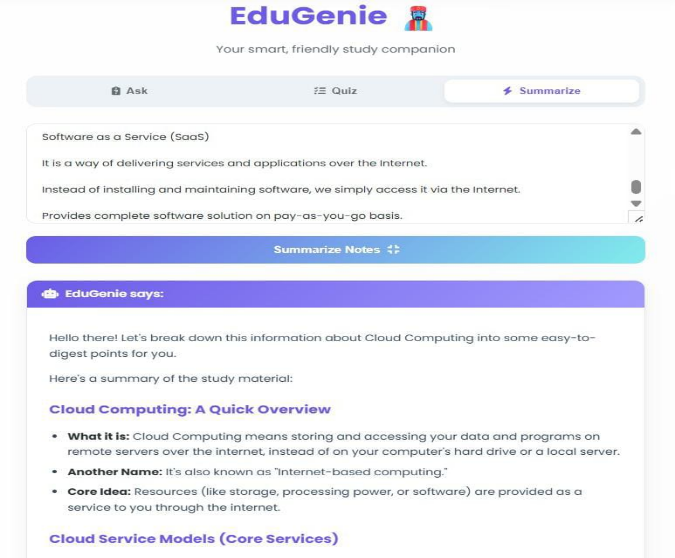 EduGenie
Your smart, friendly study companion
Ask
Quiz
Summarize
Software as a Service (SaaS)
It is a way of delivering services and applications over the Internet.
Instead of installing and maintaining software, we simply access it via the Internet.
Provides complete software solution on pay-as-you-go basis.
Summarize Notes
EduGenie says:
Hello there! Let's break down this information about Cloud Computing into some easy-to-
digest points for you.
Here's a summary of the study material:
Cloud Computing: A Quick Overview
• What it is: Cloud Computing means storing and accessing your data and programs on
remote servers over the internet, instead of on your computer's hard drive or a local server.
• Another Name: It's also known as "Internet-based computing."
• Core Idea: Resources (like storage, processing power, or software) are provided as a
service to you through the internet.
Cloud Service Models (Core Services)